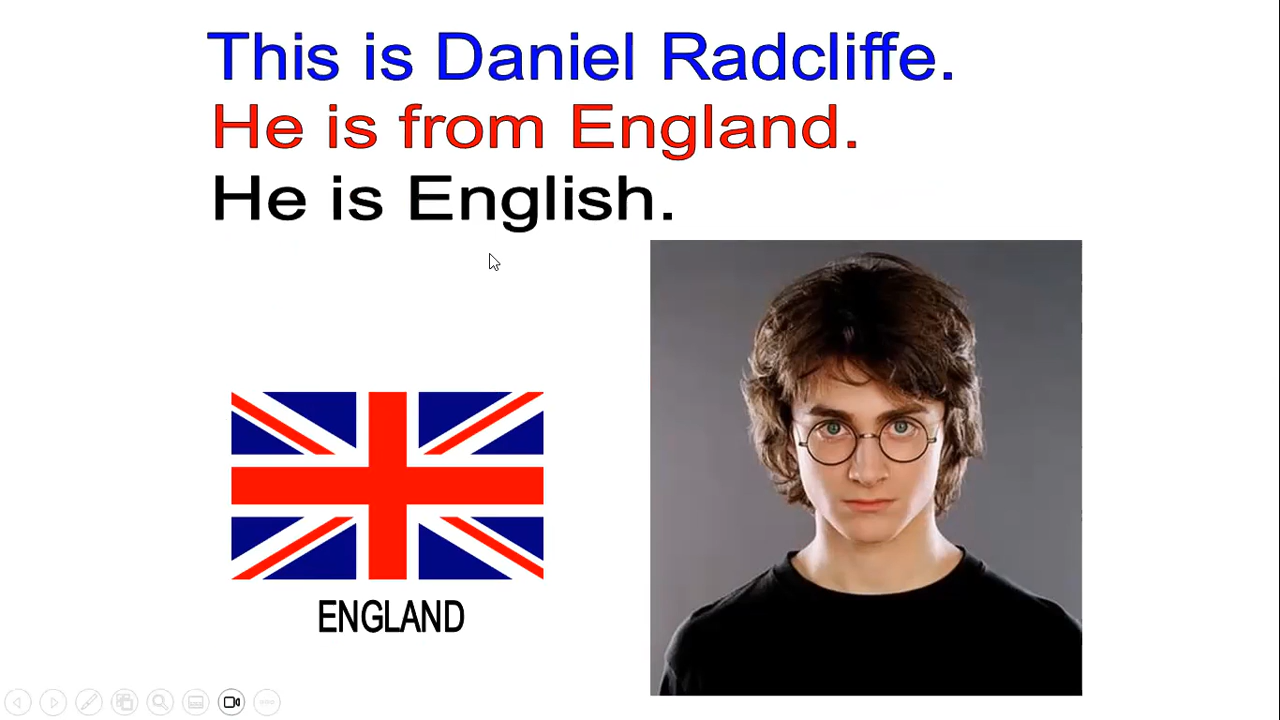 This is Daniel Radcliffe.
He is from England.
He is English.
ENGLAND